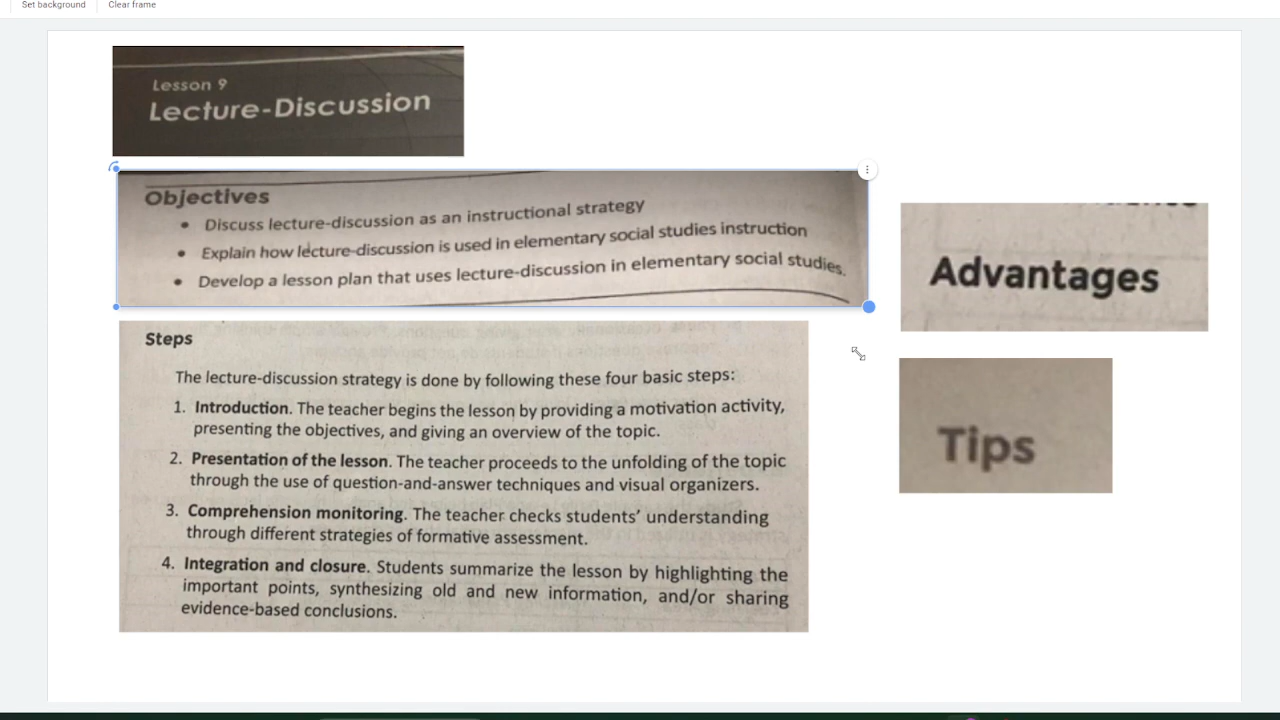 Set background
Clear frame
Lesson 9
Lecture-Discussion
Objectives
• Discuss lecture-discussion as an instructional strategy
• Explain how lecture-discussion is used in elementary social studies instruction
• Develop a lesson plan that uses lecture-discussion in elementary social studies.
Steps
The lecture-discussion strategy is done by following these four basic steps:
1. Introduction. The teacher begins the lesson by providing a motivation activity,
presenting the objectives, and giving an overview of the topic.
2. Presentation of the lesson. The teacher proceeds to the unfolding of the topic
through the use of question-and-answer techniques and visual organizers.
3. Comprehension monitoring. The teacher checks students' understanding
through different strategies of formative assessment.
4. Integration and closure. Students summarize the lesson by highlighting the
important points, synthesizing old and new information, and/or sharing
evidence-based conclusions.
Advantages
Tips